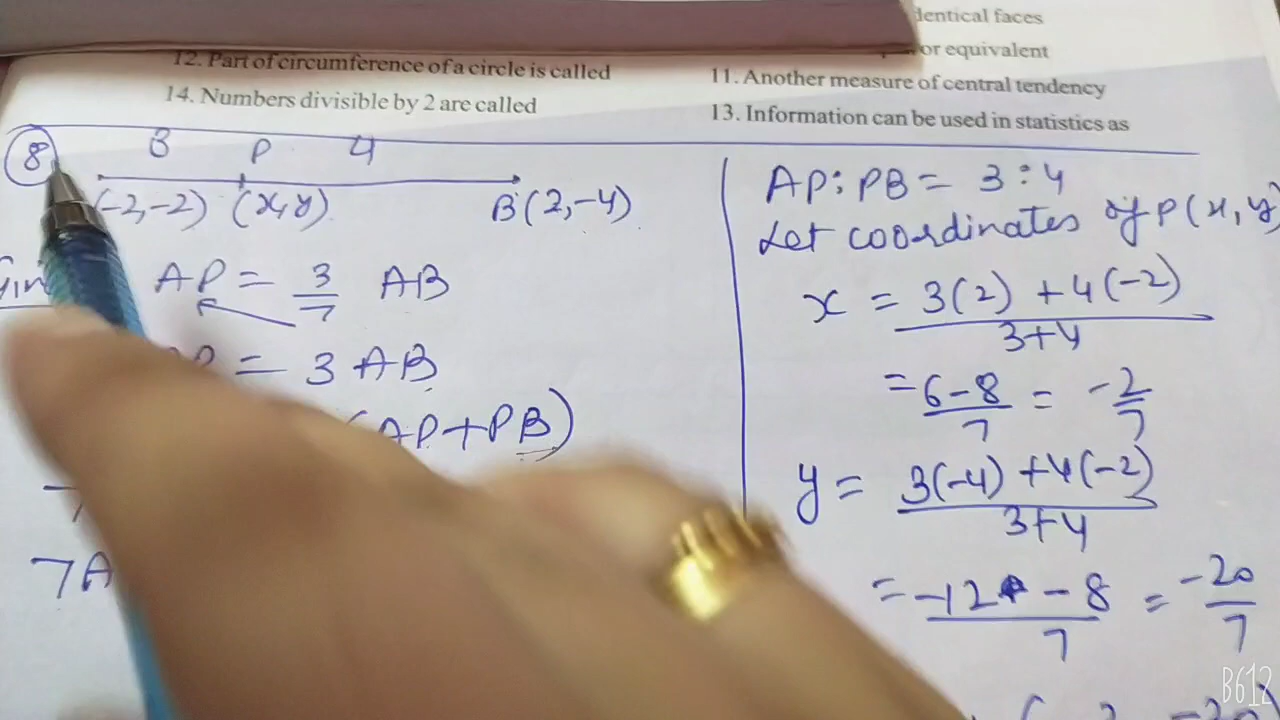 dentical faces
or equivalent
12. Part of circumference of a circle is called
11. Another measure of central tendency
14. Numbers divisible by 2 are called
13. Information can be used in statistics as
8 3 P 4
(-2,-2) (x,y) B(2,-4)
AP = 3/7 AB
= 3 AB
(AP+PB)
7A
AP:PB = 3:4
Let coordinates of P(x,y)
x = 3(2) +4(-2) / 3+4
= 6-8 / 7 = -2/7
y = 3(-4) +4(-2) / 3+4
= -12 - 8 / 7 = -20/7
B612